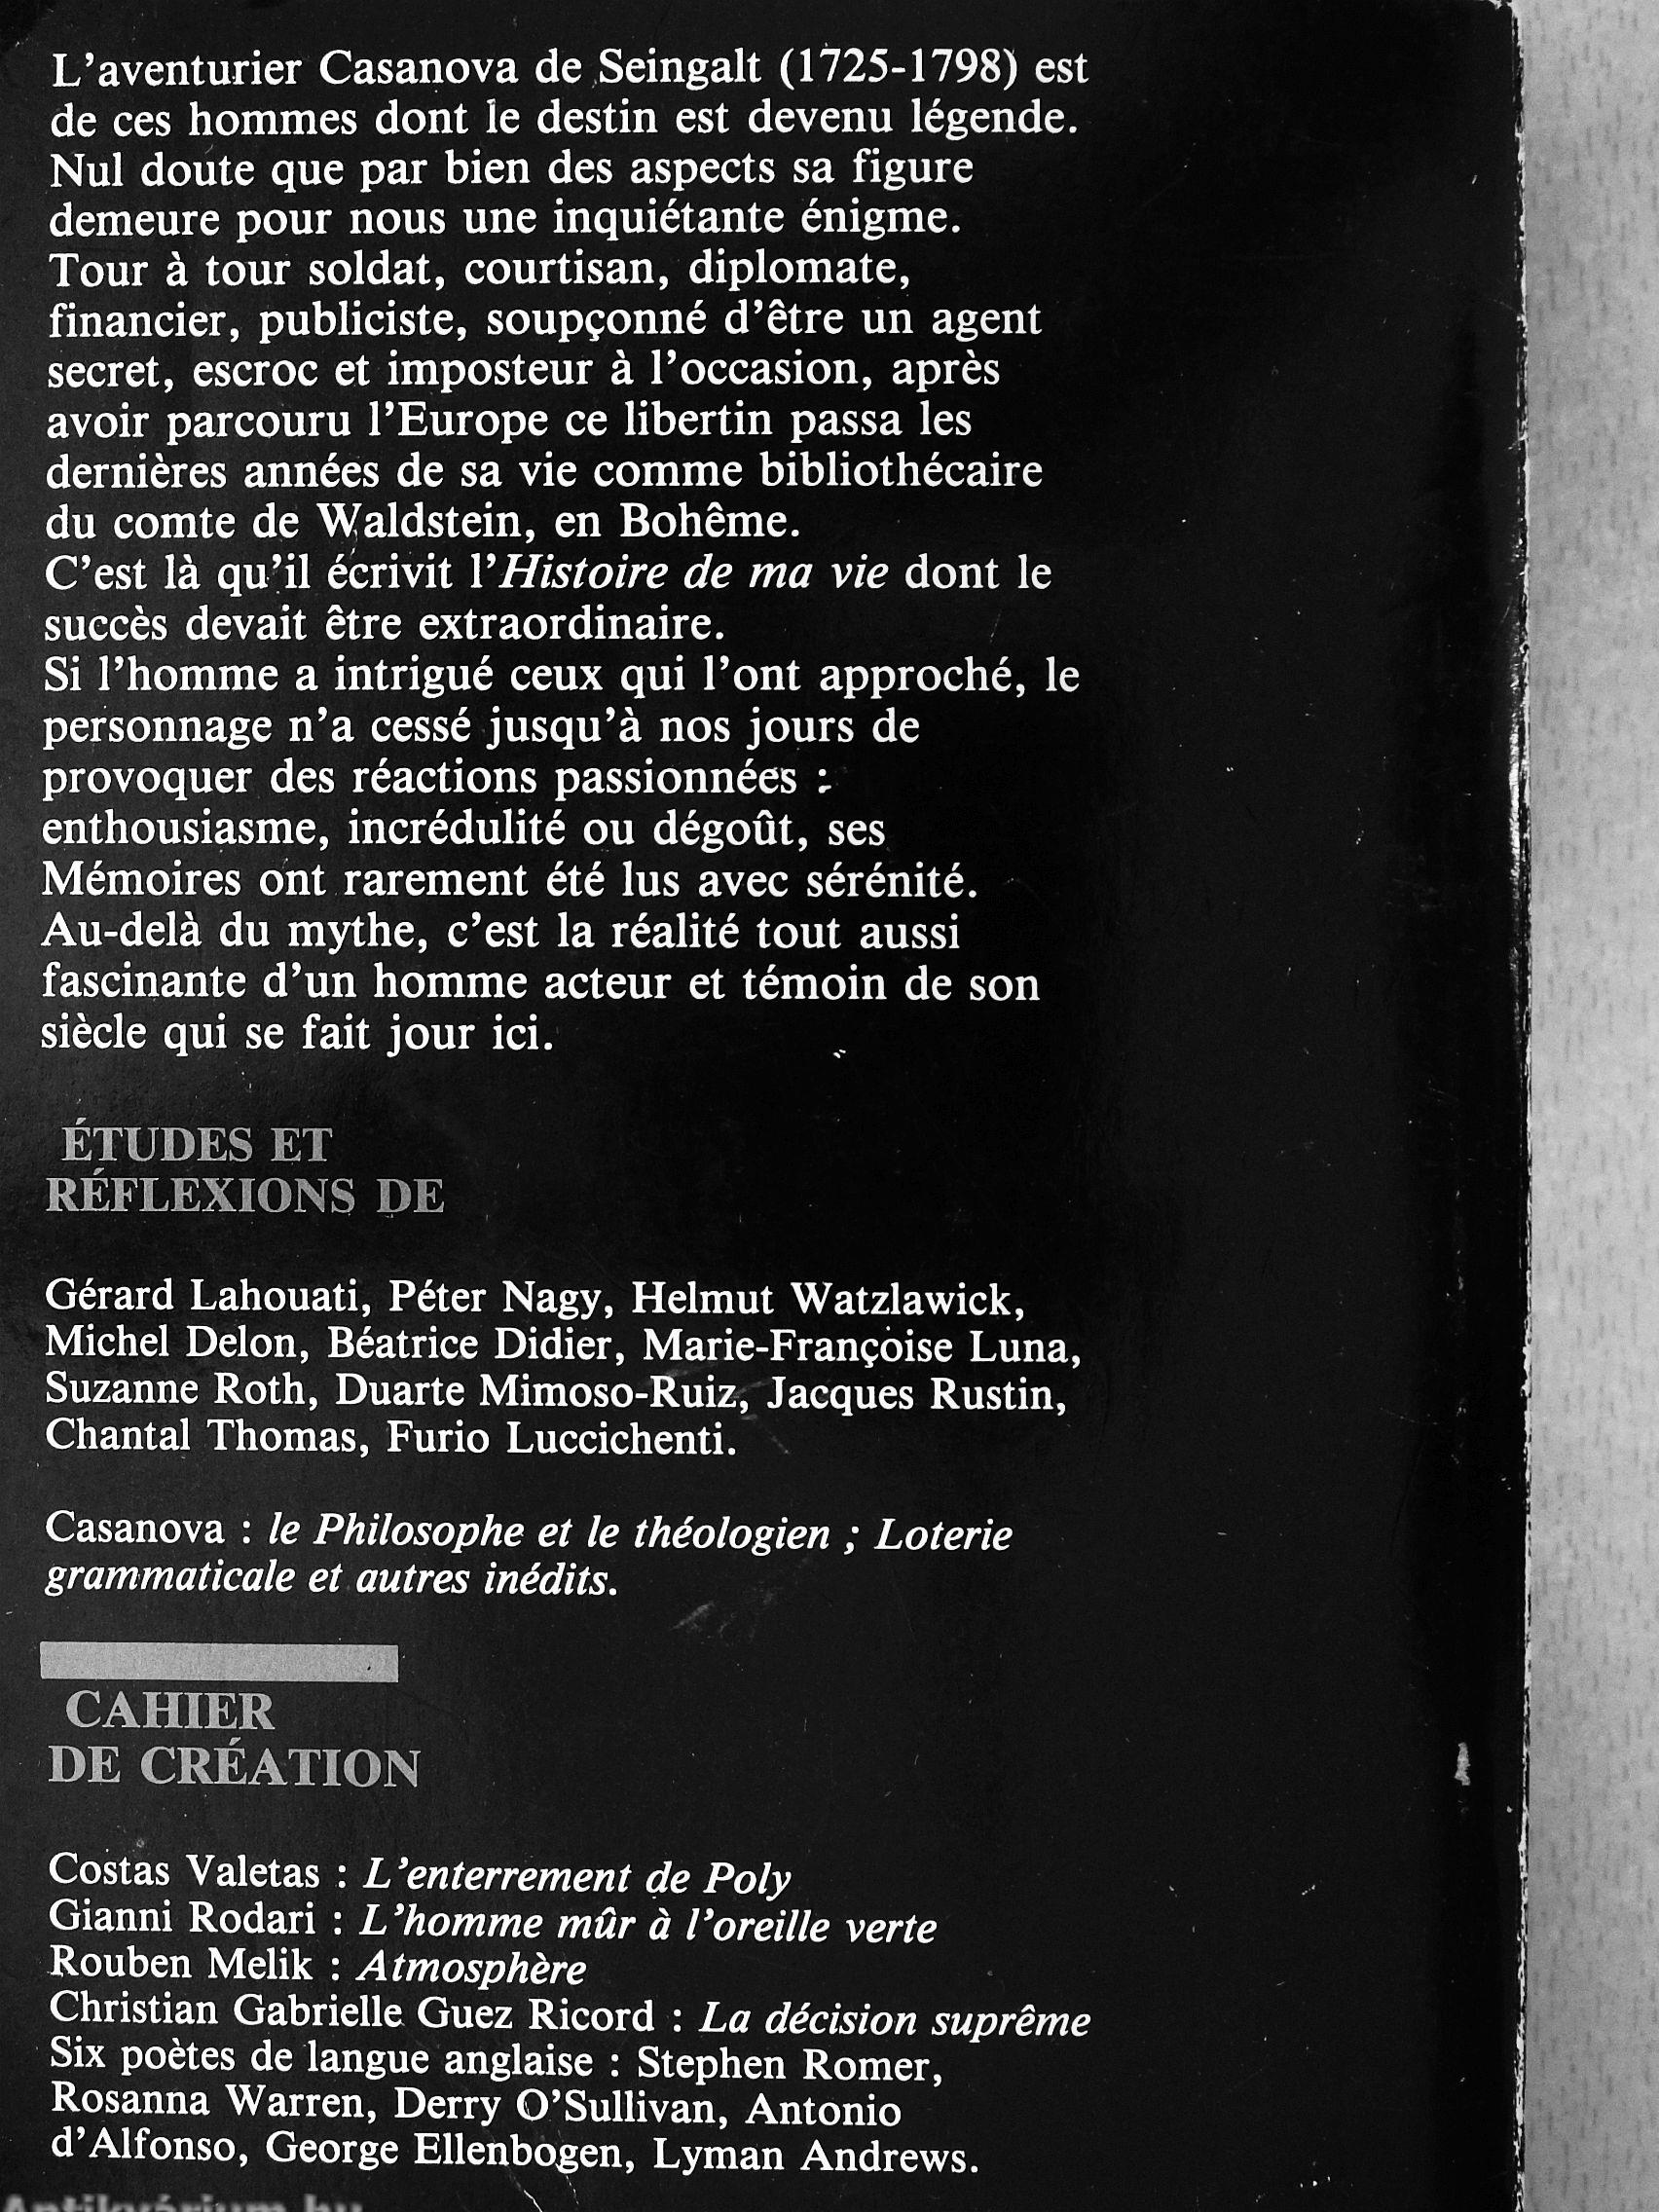 L'aventurier Casanova de Seingalt (1725-1798) est
de ces hommes dont le destin est devenu légende.
Nul doute que par bien des aspects sa figure
demeure pour nous une inquiétante énigme.
Tour à tour soldat, courtisan, diplomate,
financier, publiciste, soupçonné d'être un agent
secret, escroc et imposteur à l'occasion, après
avoir parcouru l'Europe ce libertin passa les
dernières années de sa vie comme bibliothécaire
du comte de Waldstein, en Bohême.
C'est là qu'il écrivit l'Histoire de ma vie dont le
succès devait être extraordinaire.
Si l'homme a intrigué ceux qui l'ont approché, le
personnage n'a cessé jusqu'à nos jours de
provoquer des réactions passionnées :
enthousiasme, incrédulité ou dégoût, ses
Mémoires ont rarement été lus avec sérénité.
Au-delà du mythe, c'est la réalité tout aussi
fascinante d'un homme acteur et témoin de son
siècle qui se fait jour ici.
ÉTUDES ET
RÉFLEXIONS DE
Gérard Lahouati, Péter Nagy, Helmut Watzlawick,
Michel Delon, Béatrice Didier, Marie-Françoise Luna,
Suzanne Roth, Duarte Mimoso-Ruiz, Jacques Rustin,
Chantal Thomas, Furio Luccichenti.
Casanova : le Philosophe et le théologien ; Loterie
grammaticale et autres inédits.
CAHIER
DE CRÉATION
Costas Valetas : L'enterrement de Poly
Gianni Rodari : L'homme mûr à l'oreille verte
Rouben Melik : Atmosphère
Christian Gabrielle Guez Ricord : La décision suprême
Six poètes de langue anglaise : Stephen Romer,
Rosanna Warren, Derry O'Sullivan, Antonio
d'Alfonso, George Ellenbogen, Lyman Andrews.
Antikvárium.hu